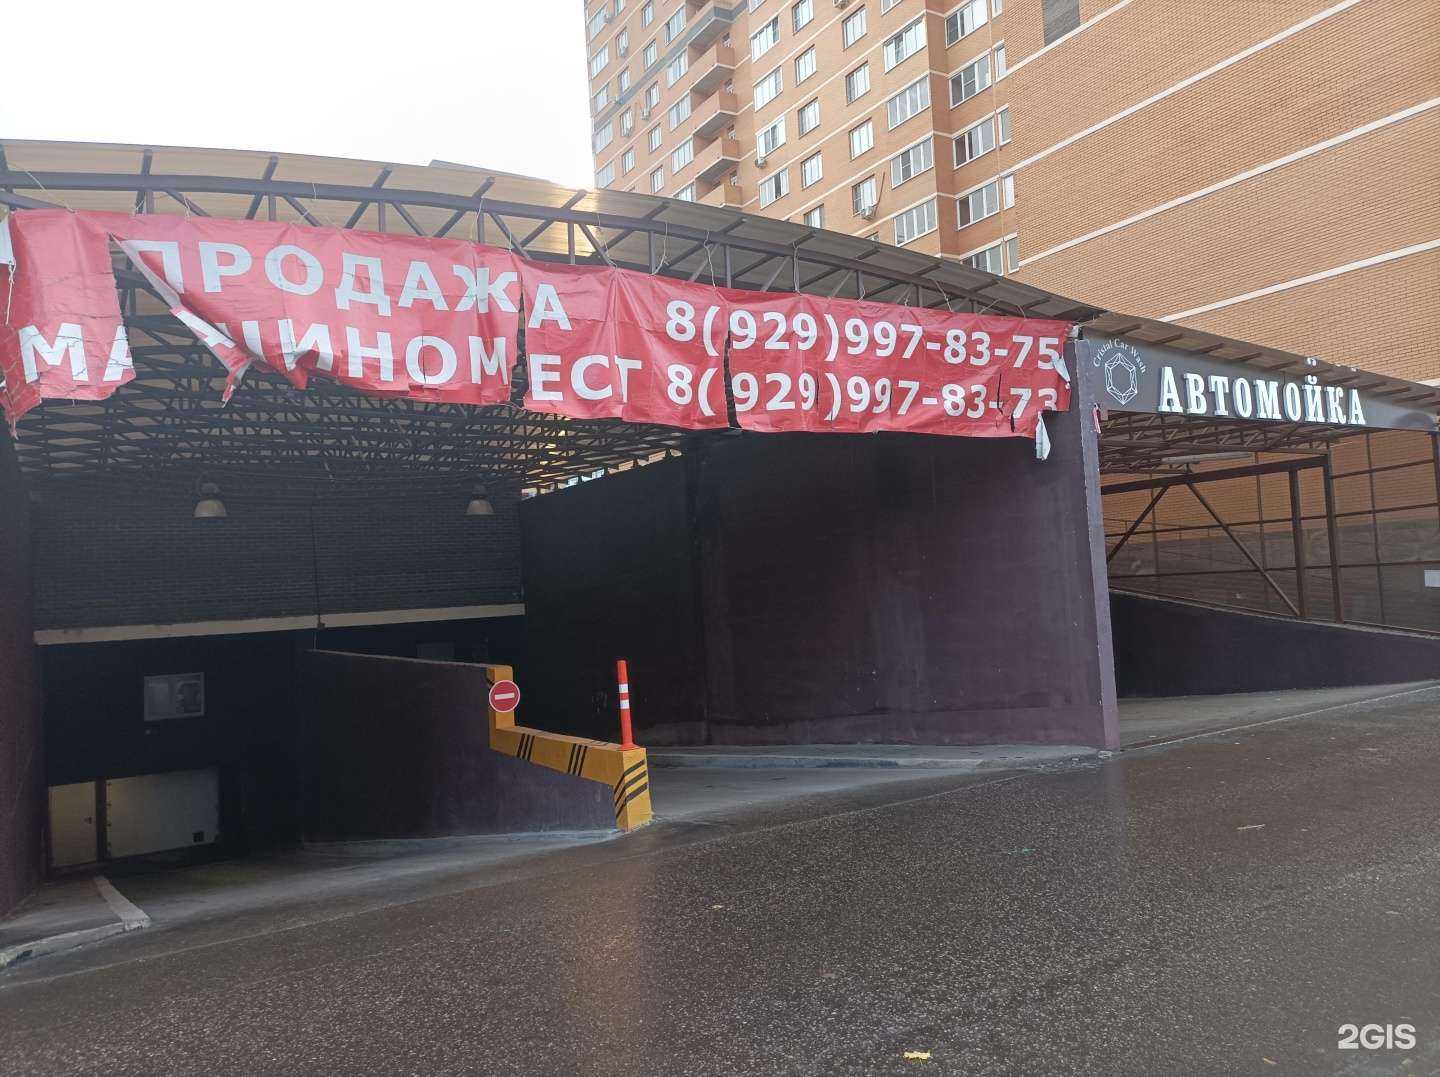 ПРОДАЖА
МАШИНОМЕСТ
8(929)997-83-75
8(929)997-83-73
Cristal Car Wash
АВТОМОЙКА
2GIS